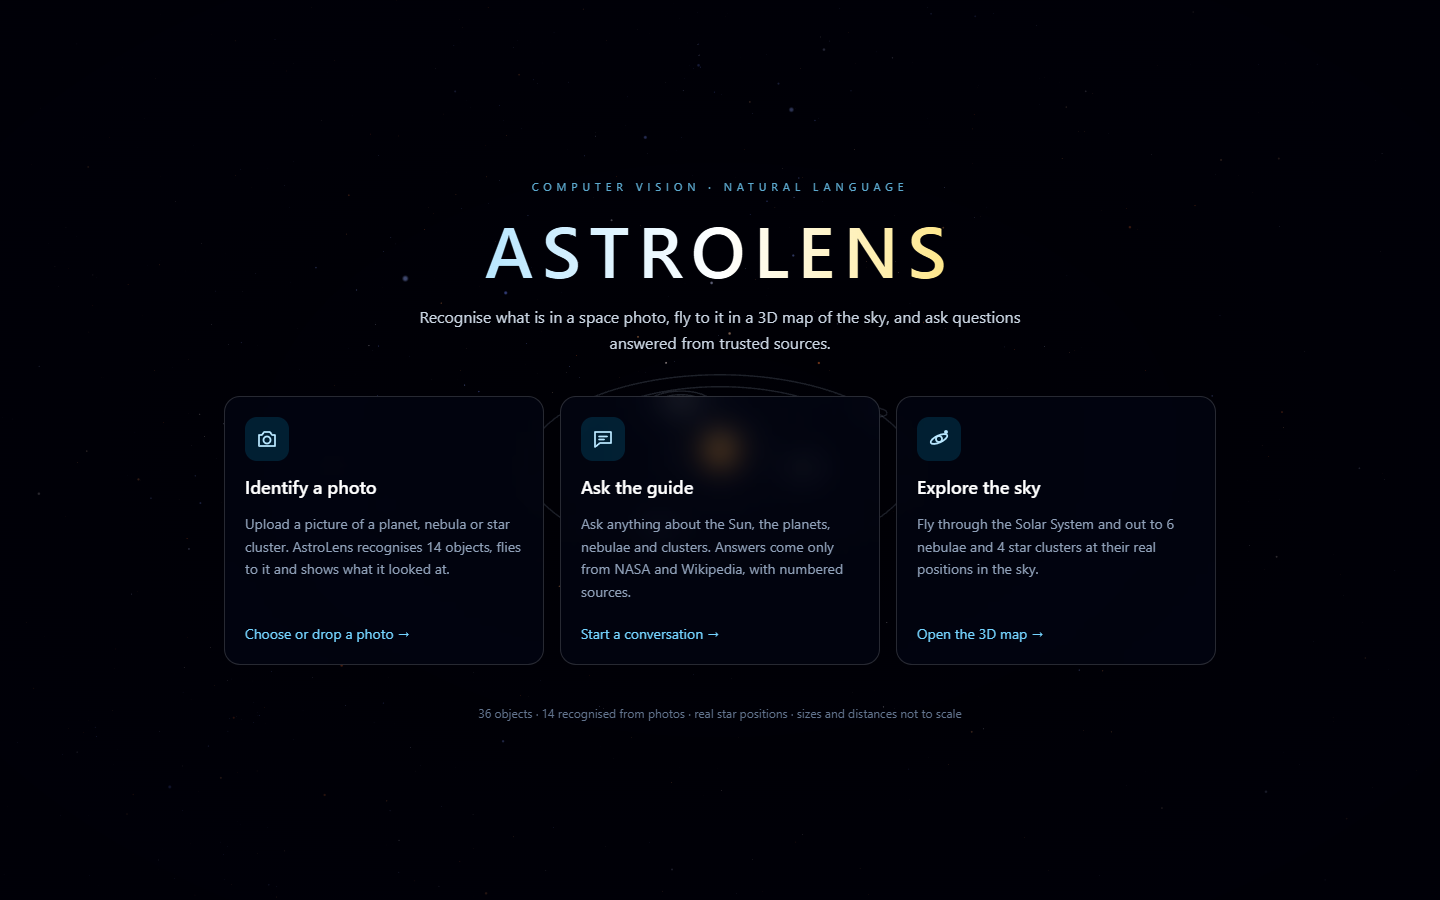 COMPUTER VISION · NATURAL LANGUAGE
ASTROLENS
Recognise what is in a space photo, fly to it in a 3D map of the sky, and ask questions
answered from trusted sources.
Identify a photo
Upload a picture of a planet, nebula or star
cluster. AstroLens recognises 14 objects, flies
to it and shows what it looked at.
Choose or drop a photo →
Ask the guide
Ask anything about the Sun, the planets,
nebulae and clusters. Answers come only
from NASA and Wikipedia, with numbered
sources.
Start a conversation →
Explore the sky
Fly through the Solar System and out to 6
nebulae and 4 star clusters at their real
positions in the sky.
Open the 3D map →
36 objects · 14 recognised from photos · real star positions · sizes and distances not to scale